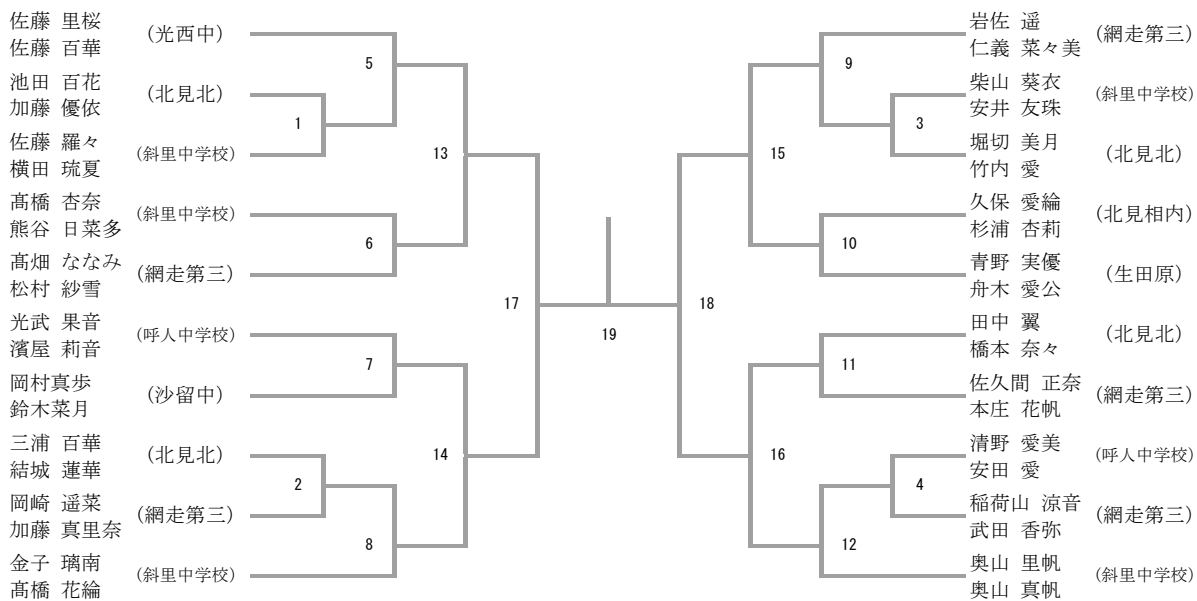 佐藤 里桜
佐藤 百華
(光西中)
池田 百花
加藤 優依
(北見北)
佐藤 羅々
横田 琉夏
(斜里中学校)
髙橋 杏奈
熊谷 日菜多
(斜里中学校)
髙畑 ななみ
松村 紗雪
(網走第三)
光武 果音
濱屋 莉音
(呼人中学校)
岡村真歩
鈴木菜月
(沙留中)
三浦 百華
結城 蓮華
(北見北)
岡崎 遥菜
加藤 真里奈
(網走第三)
金子 璃南
髙橋 花綸
(斜里中学校)
1
2
5
6
7
8
13
14
17
19
18
15
16
9
10
11
12
3
4
岩佐 遥
仁義 菜々美
(網走第三)
柴山 葵衣
安井 友珠
(斜里中学校)
堀切 美月
竹内 愛
(北見北)
久保 愛綸
杉浦 杏莉
(北見相内)
青野 実優
舟木 愛公
(生田原)
田中 翼
橋本 奈々
(北見北)
佐久間 正奈
本庄 花帆
(網走第三)
清野 愛美
安田 愛
(呼人中学校)
稲荷山 涼音
武田 香弥
(網走第三)
奥山 里帆
奥山 真帆
(斜里中学校)